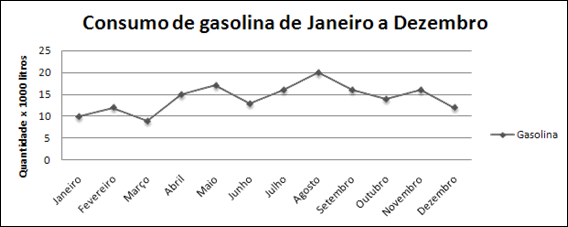 Consumo de gasolina de Janeiro a Dezembro
Quantidade x 1000 litros
25
20
15
10
5
0
Janeiro
Fevereiro
Março
Abril
Maio
Junho
Julho
Agosto
Setembro
Outubro
Novembro
Dezembro
Gasolina